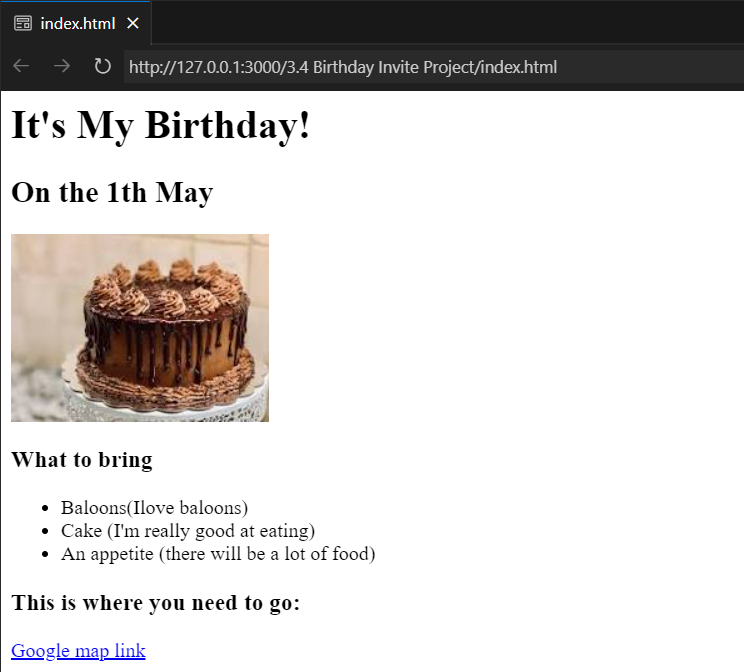 index.html
http://127.0.0.1:3000/3.4 Birthday Invite Project/index.html
It's My Birthday!
On the 1th May
What to bring
Baloons(Ilove baloons)
Cake (I'm really good at eating)
An appetite (there will be a lot of food)
This is where you need to go:
Google map link